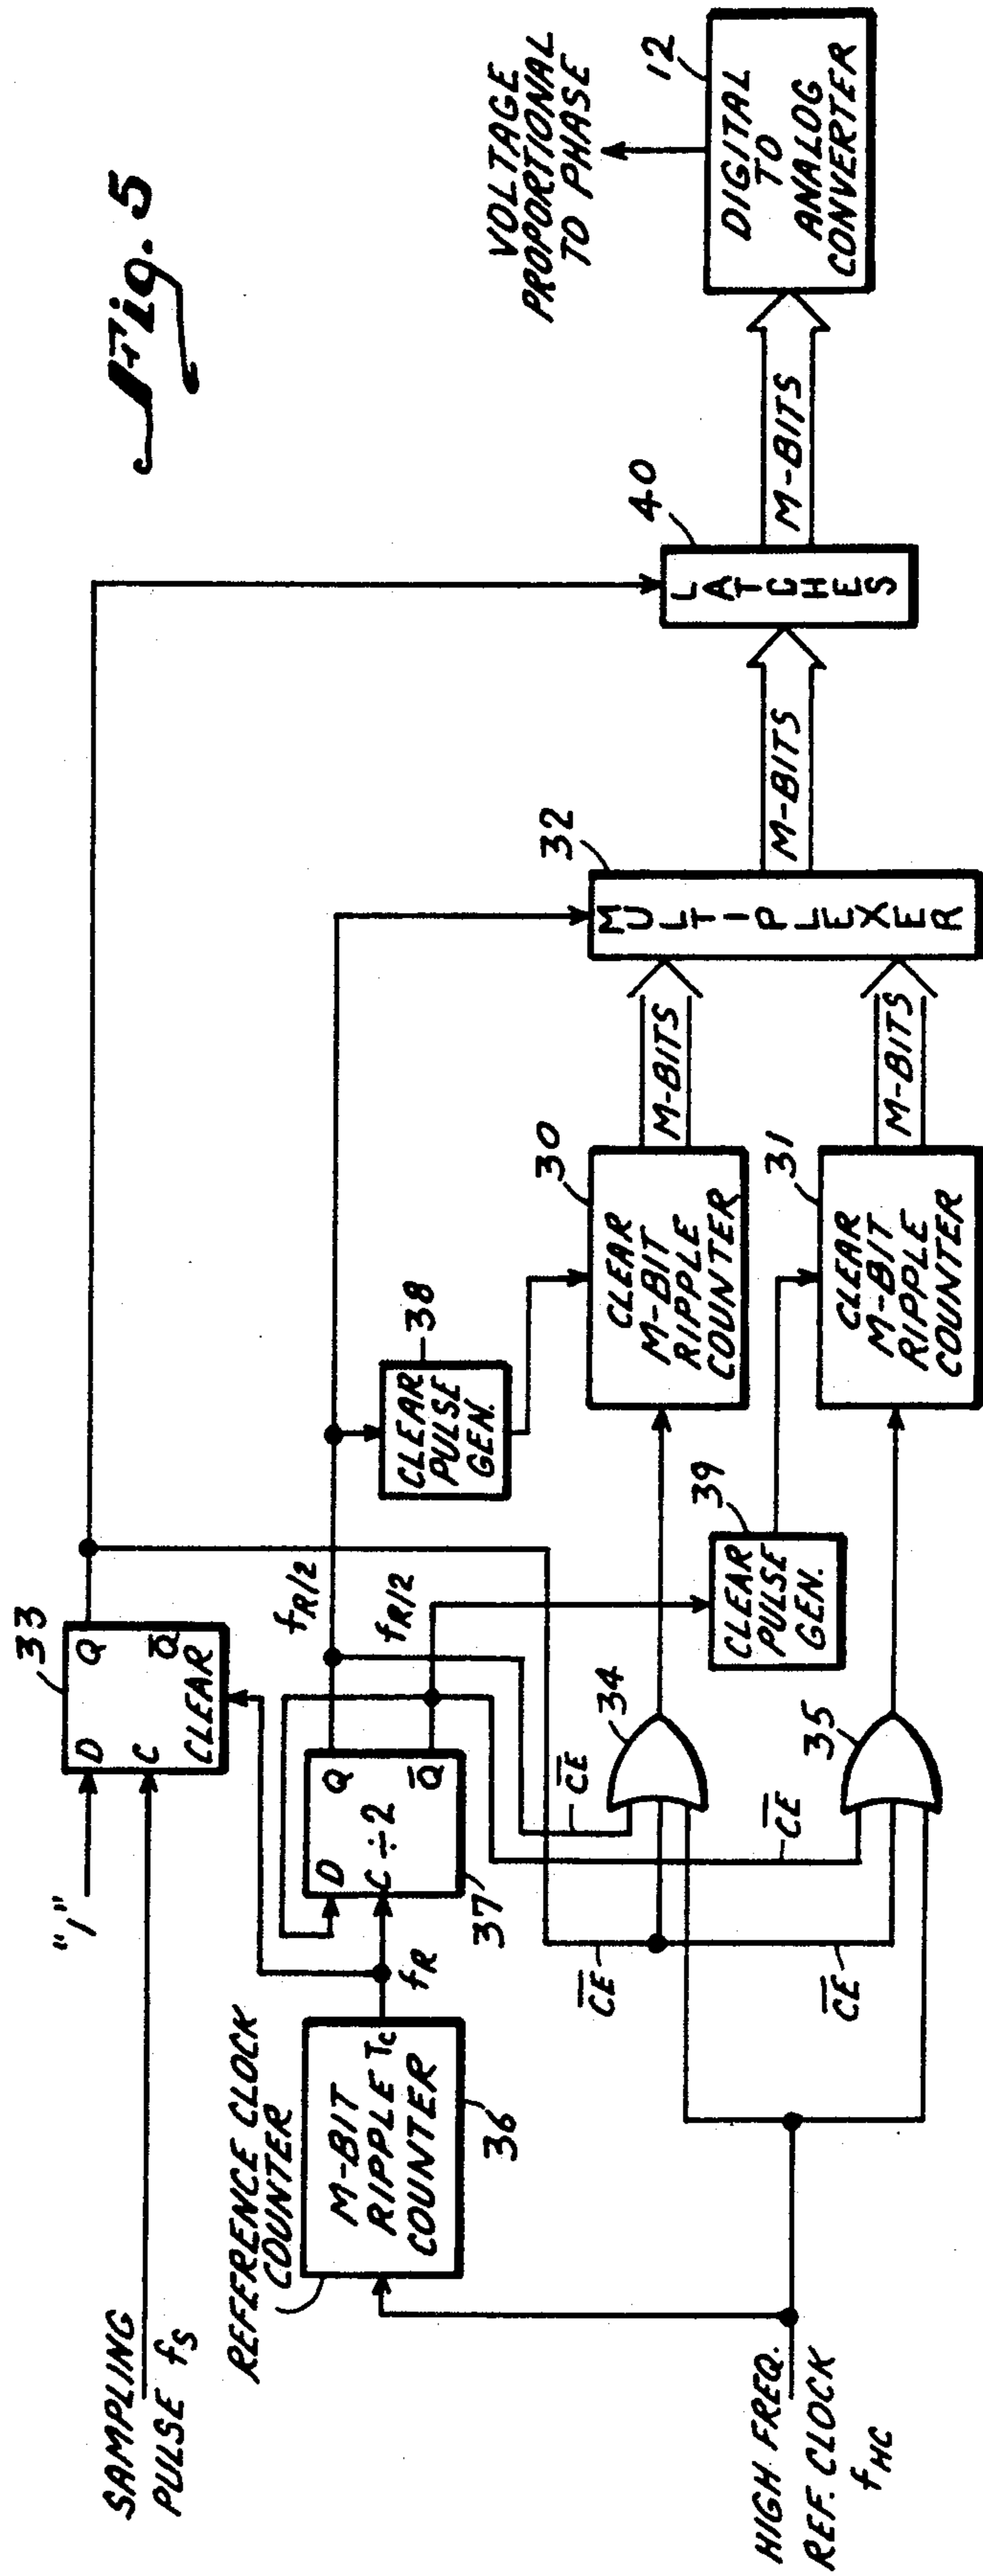 Fig. 5
SAMPLING
PULSE fS
"1"
33
D
Q
C
Q̅
CLEAR
REFERENCE CLOCK
COUNTER
M-BIT
RIPPLE TC
COUNTER
36
fR
D
Q
C ÷2
Q̅
37
fR/2
fR/2
CLEAR
PULSE
GEN.
38
CLEAR
PULSE
GEN.
39
C̅E̅
C̅E̅
C̅E̅
C̅E̅
34
35
HIGH FREQ.
REF. CLOCK
fHC
CLEAR
M-BIT
RIPPLE
COUNTER
30
CLEAR
M-BIT
RIPPLE
COUNTER
31
M-BITS
M-BITS
MULTIPLEXER
32
M-BITS
LATCHES
40
M-BITS
DIGITAL
TO
ANALOG
CONVERTER
12
VOLTAGE
PROPORTIONAL
TO PHASE